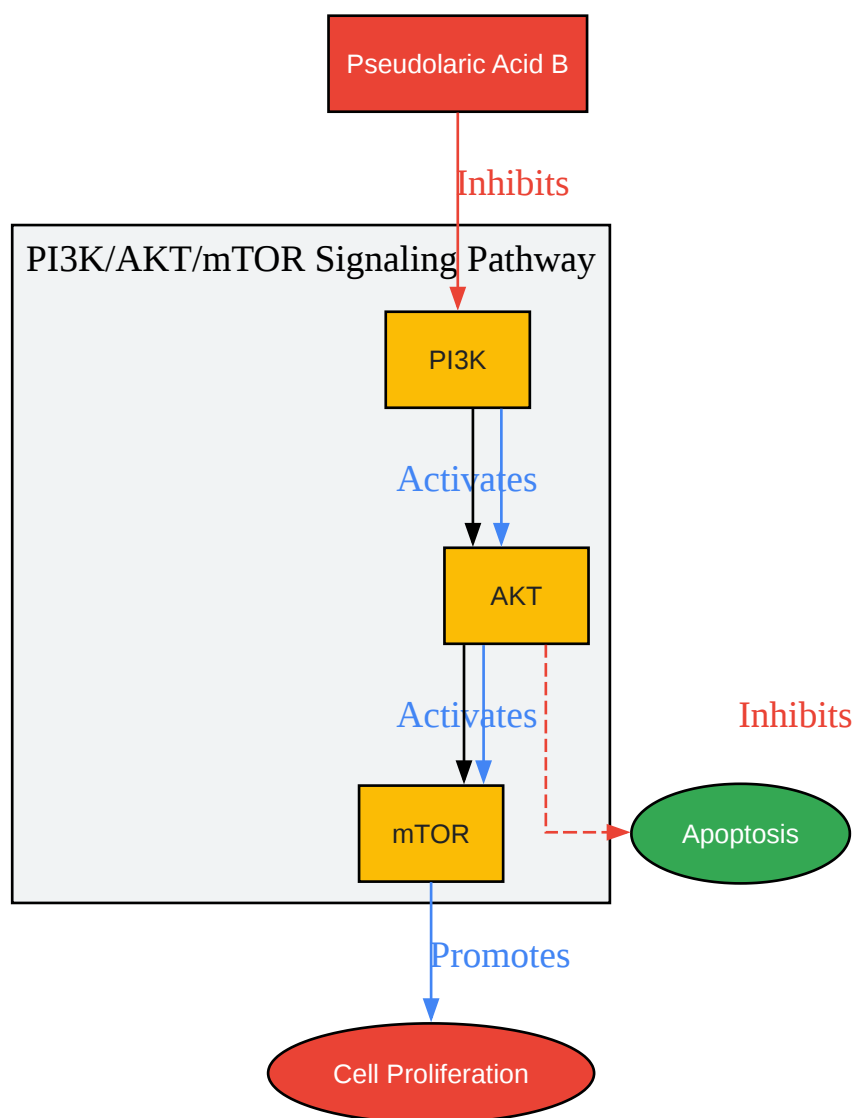 Pseudolaric Acid B
Inhibits
PI3K/AKT/mTOR Signaling Pathway
PI3K
Activates
AKT
Activates
Inhibits
mTOR
Apoptosis
Promotes
Cell Proliferation